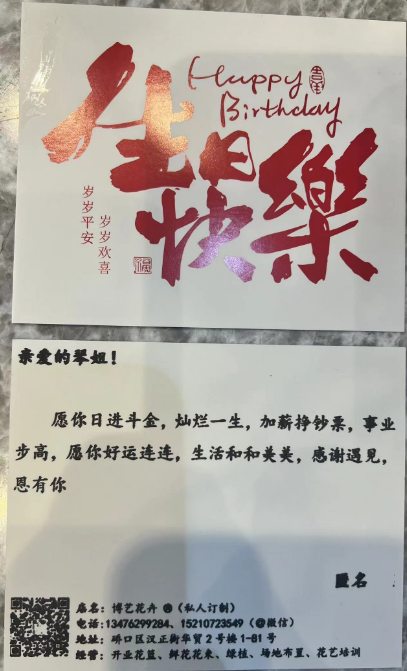 Happy
Birthday
生日
快樂
岁岁平安
岁岁欢喜
亲爱的琴姐！
愿你日进斗金，灿烂一生，加薪挣钞票，事业
步高，愿你好运连连，生活和和美美，感谢遇见，
恩有你
匿名
店名：博艺花卉 @（私人订制）
电话:13476299284、15210723549（@微信）
地址：硚口区汉正街华贸2号楼1-81号
经营：开业花篮、鲜花花束、绿植、场地布置、花艺培训